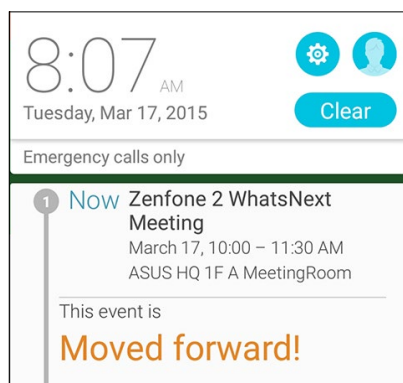 8:07 AM
Tuesday, Mar 17, 2015
Clear
Emergency calls only
1 Now Zenfone 2 WhatsNext
Meeting
March 17, 10:00 – 11:30 AM
ASUS HQ 1F A MeetingRoom
This event is
Moved forward!